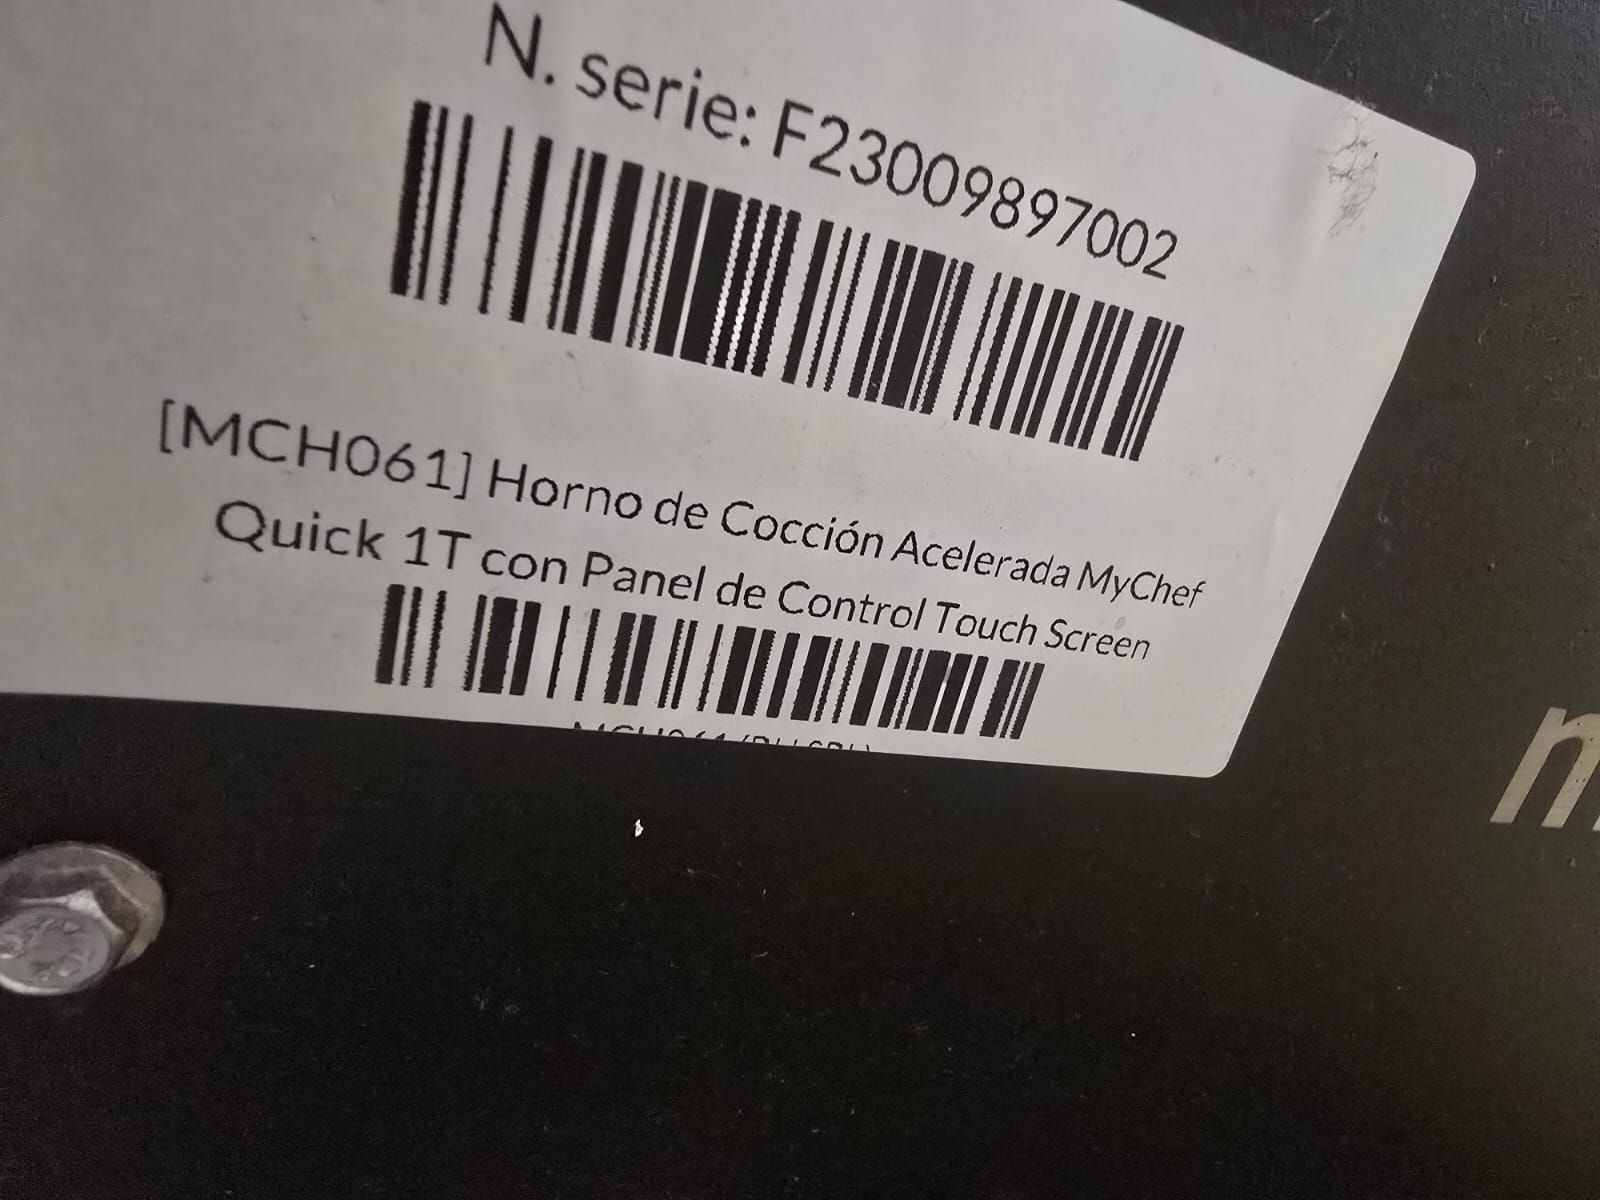 N. serie: F23009897002
[MCH061] Horno de Cocción Acelerada MyChef
Quick 1T con Panel de Control Touch Screen
m